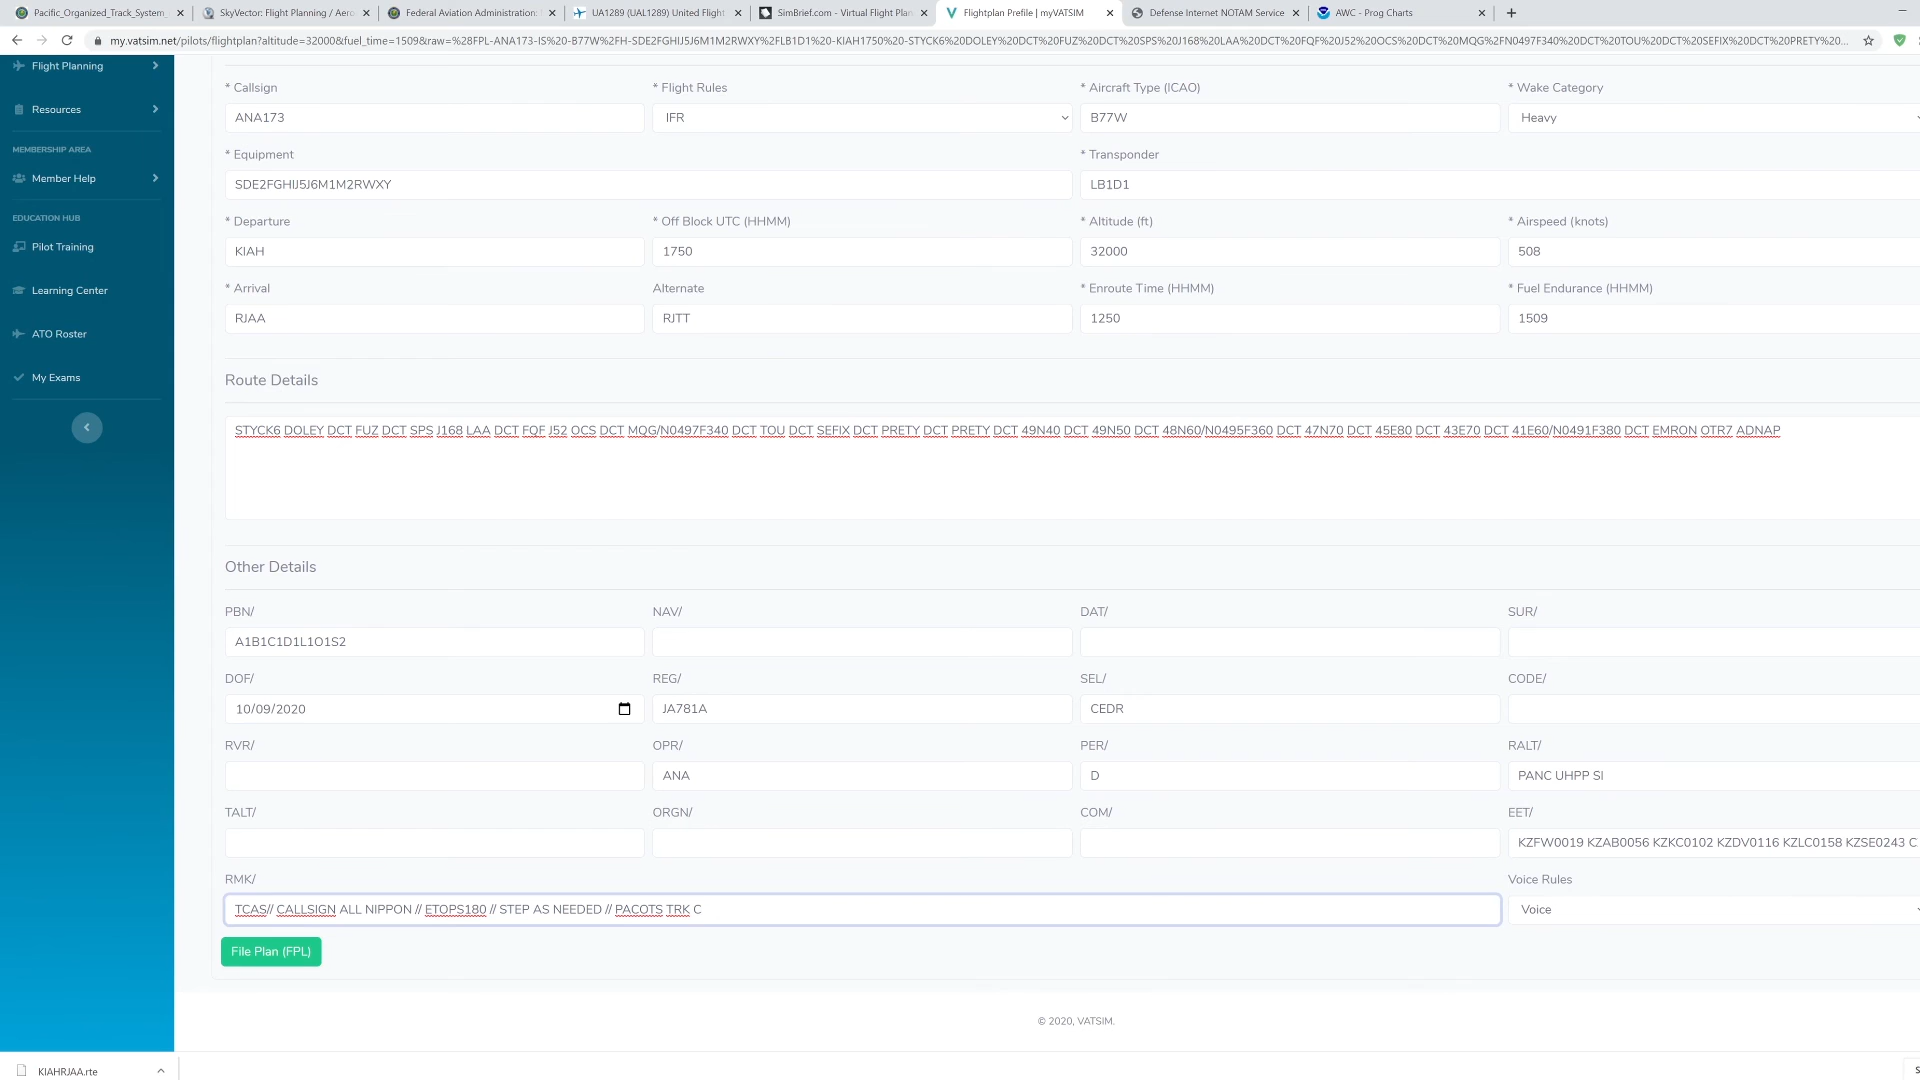 Pacific_Organized_Track_System_
SkyVector: Flight Planning / Aero
Federal Aviation Administration:
UA1289 (UAL1289) United Flight
SimBrief.com - Virtual Flight Plan
Flightplan Prefile | myVATSIM
Defense Internet NOTAM Service
AWC - Prog Charts
my.vatsim.net/pilots/flightplan?altitude=32000&fuel_time=1509&raw=%28FPL-ANA173-IS%20-B77W%2FH-SDE2FGHIJ5J6M1M2RWXY%2FLB1D1%20-KIAH1750%20-STYCK6%20DOLEY%20DCT%20FUZ%20DCT%20SPS%20J168%20LAA%20DCT%20FQF%20J52%20OCS%20DCT%20MQG%2FN0497F340%20DCT%20TOU%20DCT%20SEFIX%20DCT%20PRETY%20...
Flight Planning
Resources
MEMBERSHIP AREA
Member Help
EDUCATION HUB
Pilot Training
Learning Center
ATO Roster
My Exams
* Callsign
* Flight Rules
* Aircraft Type (ICAO)
* Wake Category
ANA173
IFR
B77W
Heavy
* Equipment
* Transponder
SDE2FGHIJ5J6M1M2RWXY
LB1D1
* Departure
* Off Block UTC (HHMM)
* Altitude (ft)
* Airspeed (knots)
KIAH
1750
32000
508
* Arrival
Alternate
* Enroute Time (HHMM)
* Fuel Endurance (HHMM)
RJAA
RJTT
1250
1509
Route Details
STYCK6 DOLEY DCT FUZ DCT SPS J168 LAA DCT FQF J52 OCS DCT MQG/N0497F340 DCT TOU DCT SEFIX DCT PRETY DCT PRETY DCT 49N40 DCT 49N50 DCT 48N60/N0495F360 DCT 47N70 DCT 45E80 DCT 43E70 DCT 41E60/N0491F380 DCT EMRON OTR7 ADNAP
Other Details
PBN/
NAV/
DAT/
SUR/
A1B1C1D1L1O1S2
DOF/
REG/
SEL/
CODE/
10/09/2020
JA781A
CEDR
RVR/
OPR/
PER/
RALT/
ANA
D
PANC UHPP SI
TALT/
ORGN/
COM/
EET/
KZFW0019 KZAB0056 KZKC0102 KZDV0116 KZLC0158 KZSE0243 C
RMK/
Voice Rules
TCAS// CALLSIGN ALL NIPPON // ETOPS180 // STEP AS NEEDED // PACOTS TRK C
Voice
File Plan (FPL)
© 2020, VATSIM.
KIAHRJAA.rte
S